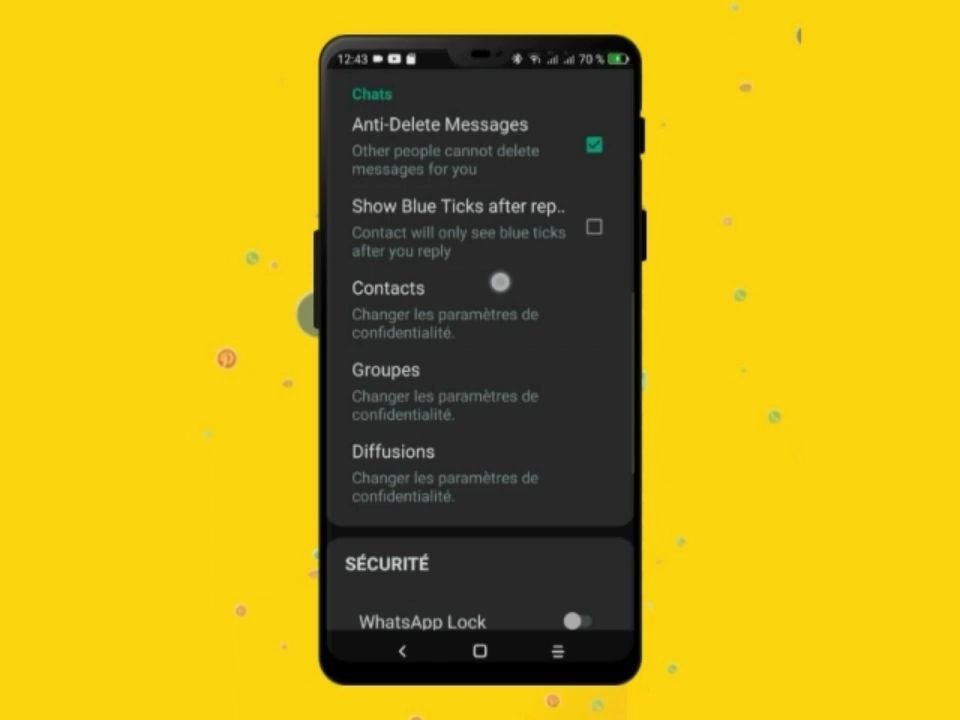 12:43
70 %
Chats
Anti-Delete Messages
Other people cannot delete
messages for you
Show Blue Ticks after rep..
Contact will only see blue ticks
after you reply
Contacts
Changer les paramètres de
confidentialité.
Groupes
Changer les paramètres de
confidentialité.
Diffusions
Changer les paramètres de
confidentialité.
SÉCURITÉ
WhatsApp Lock